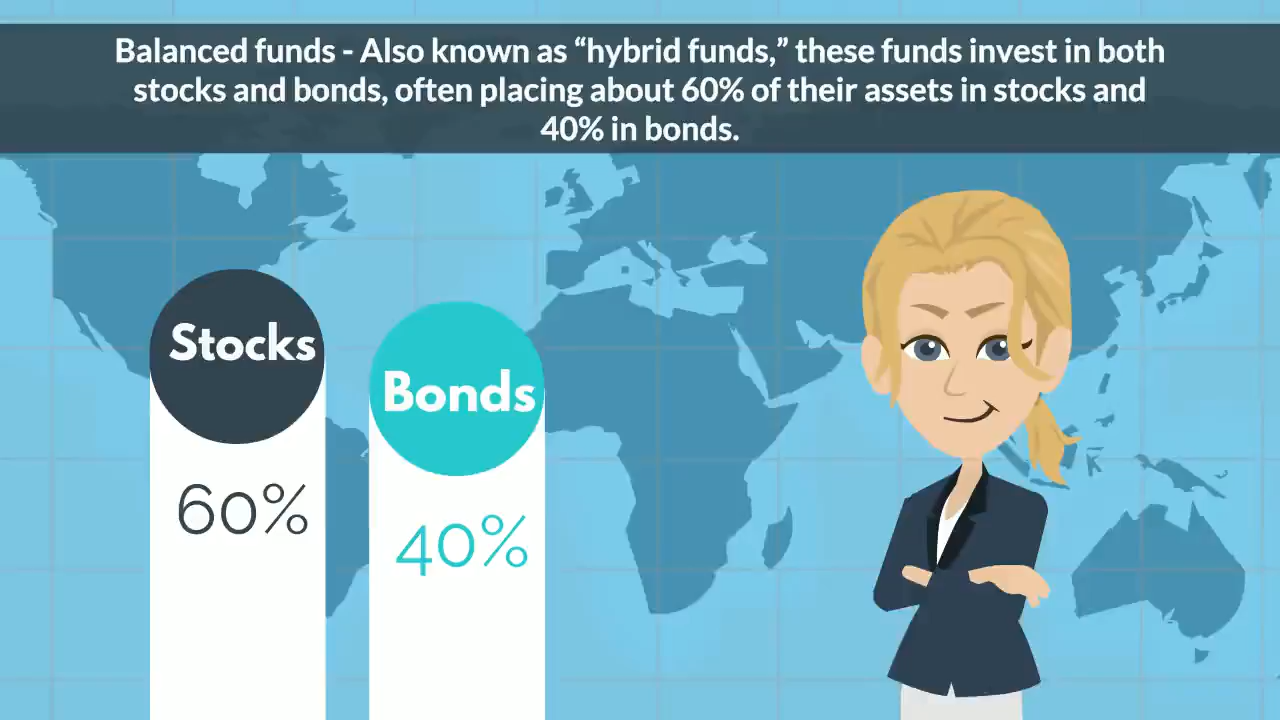 Balanced funds - Also known as “hybrid funds,” these funds invest in both
stocks and bonds, often placing about 60% of their assets in stocks and
40% in bonds.
Stocks
Bonds
60%
40%